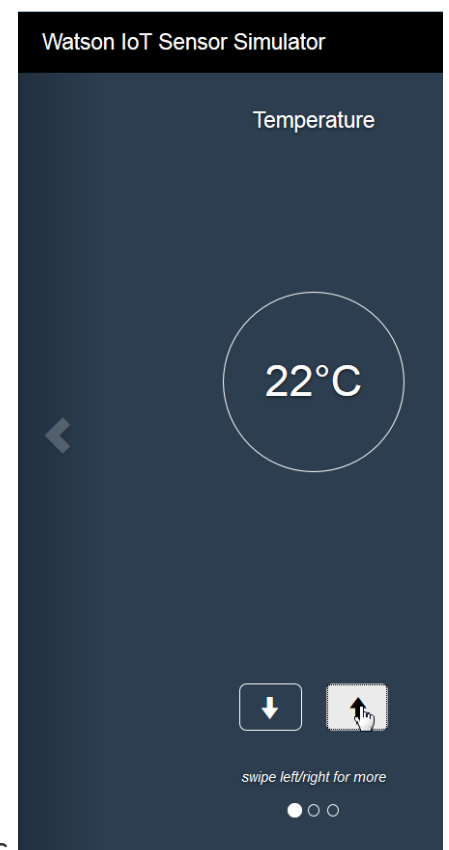 Watson IoT Sensor Simulator
Temperature
22°C
swipe left/right for more